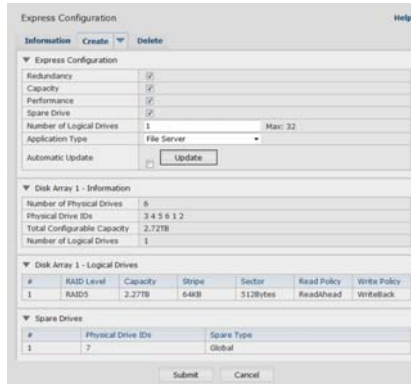 Express Configuration
Help
Information Create Delete
Express Configuration
Redundancy
Capacity
Performance
Spare Drive
Number of Logical Drives 1 Max: 32
Application Type File Server
Automatic Update Update
Disk Array 1 - Information
Number of Physical Drives 6
Physical Drive IDs 3 4 5 6 1 2
Total Configurable Capacity 2.72TB
Number of Logical Drives 1
Disk Array 1 - Logical Drives
# RAID Level Capacity Stripe Sector Read Policy Write Policy
1 RAID5 2.27TB 64KB 512Bytes ReadAhead WriteBack
Spare Drives
# Physical Drive IDs Spare Type
1 7 Global
Submit Cancel